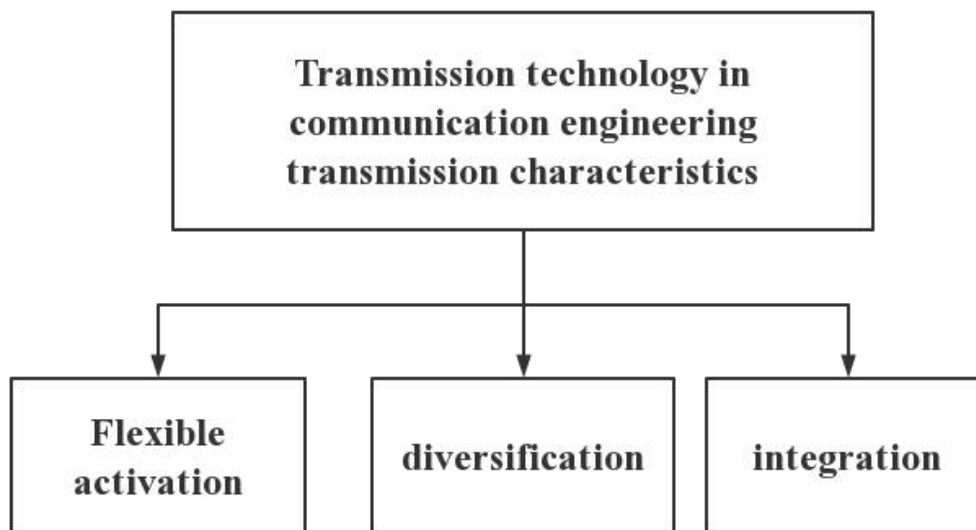 Transmission technology in
communication engineering
transmission characteristics
Flexible
activation
diversification
integration